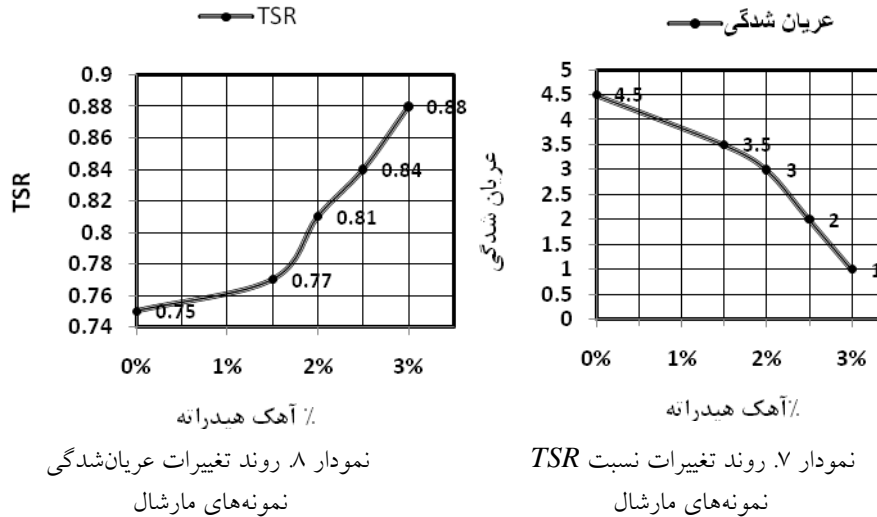 TSR
0.9
0.88
0.86
0.84
0.82
0.8
0.78
0.76
0.74
TSR
0.75
0.77
0.81
0.84
0.88
0% 1% 2% 3%
٪ آهک هیدراته
نمودار ۸. روند تغییرات عریان‌شدگی
نمونه‌های مارشال
عریان شدگی
5
4.5
4
3.5
3
2.5
2
1.5
1
0.5
0
عریان شدگی
4.5
3.5
3
2
1
0% 1% 2% 3%
٪آهک هیدراته
نمودار ۷. روند تغییرات نسبت TSR
نمونه‌های مارشال